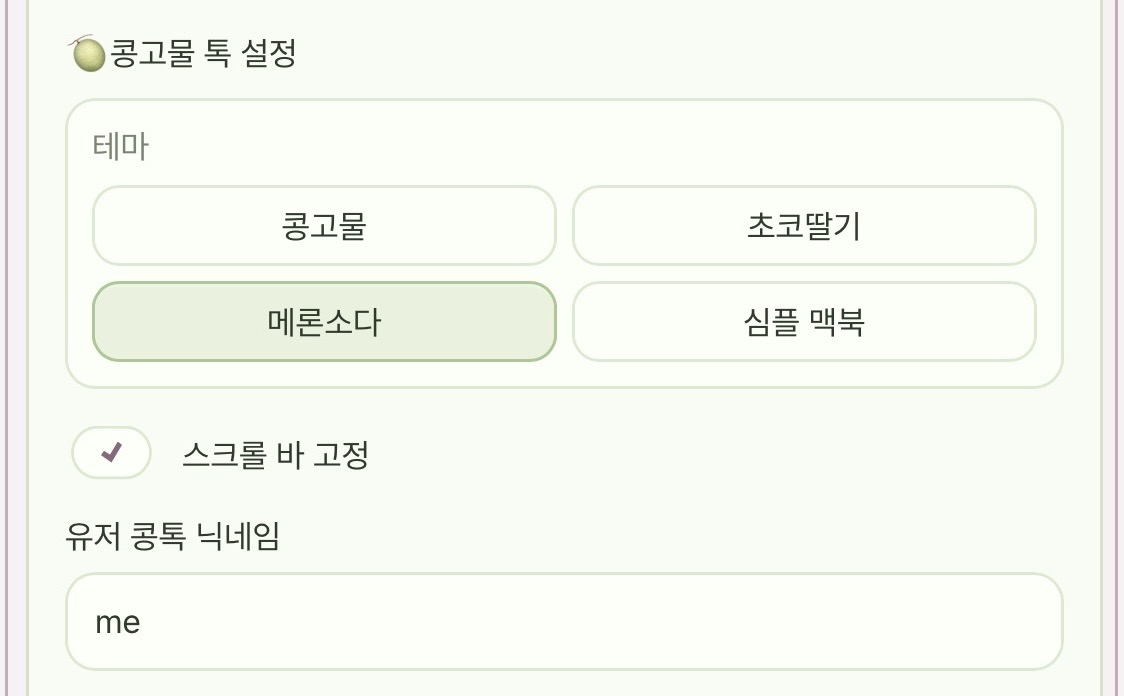 콩고물 톡 설정
테마
콩고물
초코딸기
메론소다
심플 맥북
스크롤 바 고정
유저 콩톡 닉네임
me